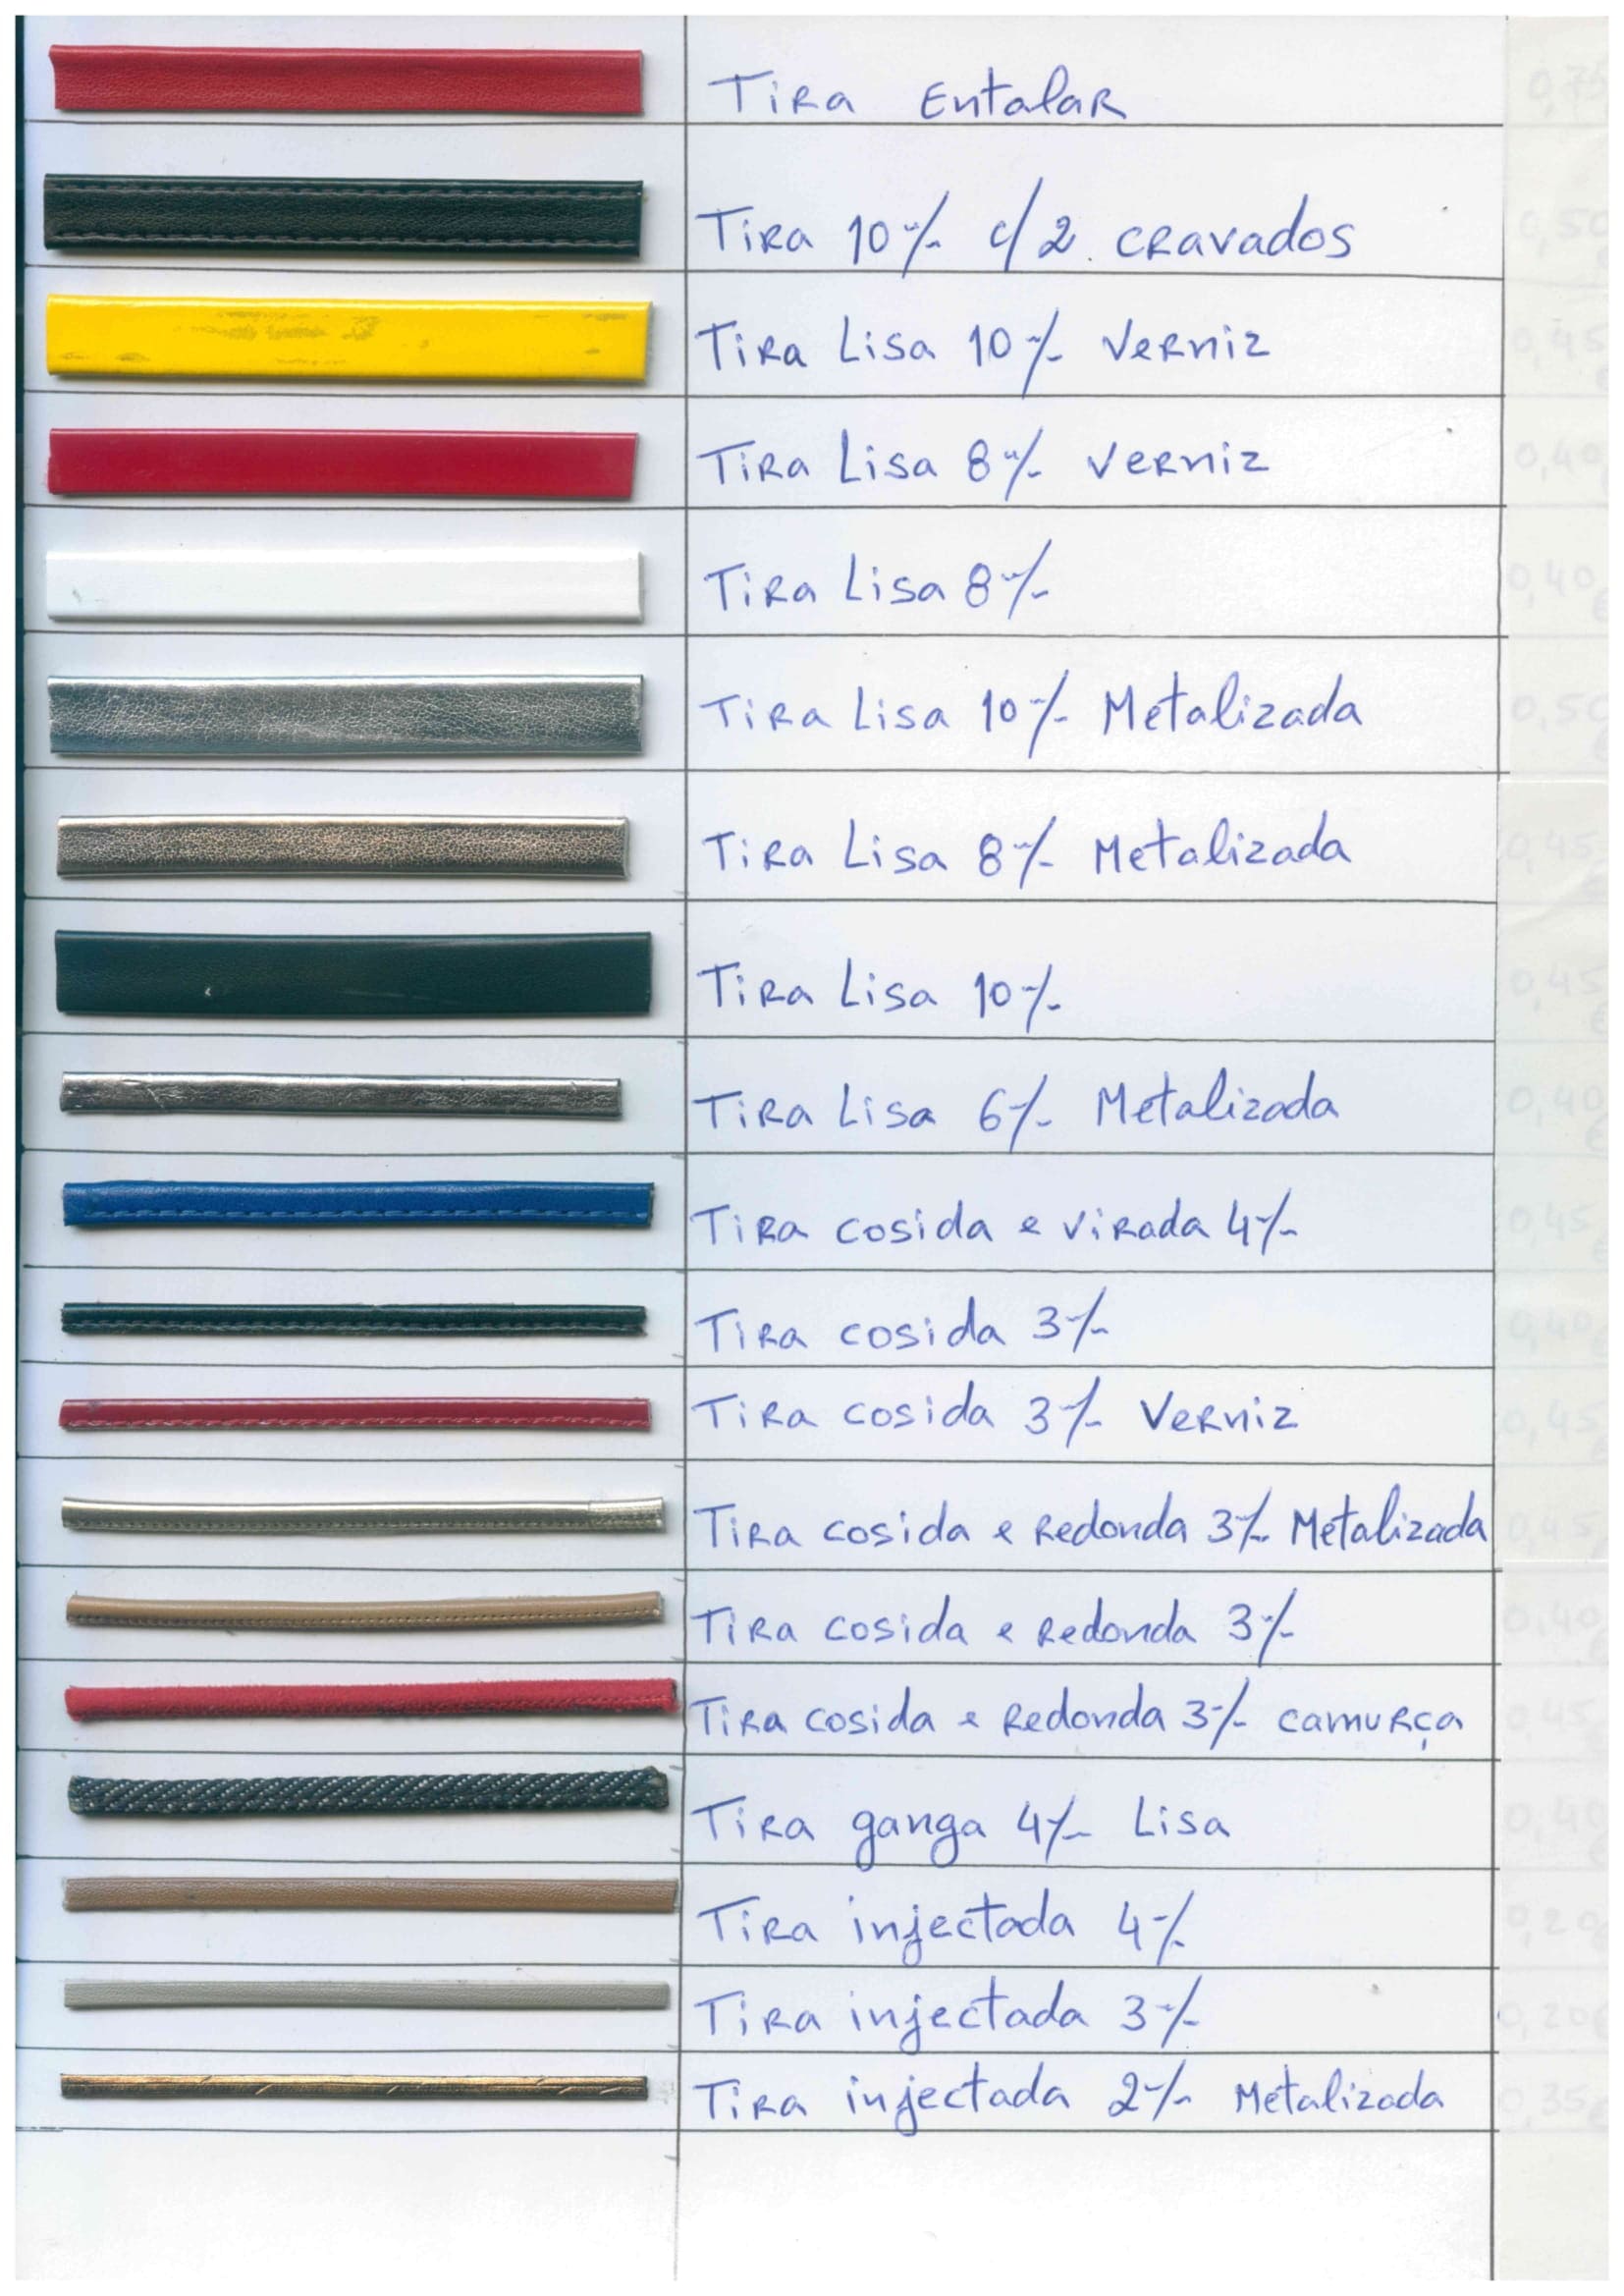 Tira Entalar 0,75
Tira 10% c/2 cravados 0,50
Tira Lisa 10% Verniz 0,45
Tira Lisa 8% Verniz 0,40
Tira Lisa 8% 0,40
Tira Lisa 10% Metalizada 0,50
Tira Lisa 8% Metalizada 0,45
Tira Lisa 10% 0,45
Tira Lisa 6% Metalizada 0,40
Tira cosida e virada 4% 0,45
Tira cosida 3% 0,40
Tira cosida 3% Verniz 0,45
Tira cosida e Redonda 3% Metalizada 0,45
Tira cosida e Redonda 3% 0,40
Tira cosida e Redonda 3% camurça 0,45
Tira ganga 4% Lisa 0,40
Tira injectada 4% 0,20
Tira injectada 3% 0,20€
Tira injectada 2% Metalizada 0,35€